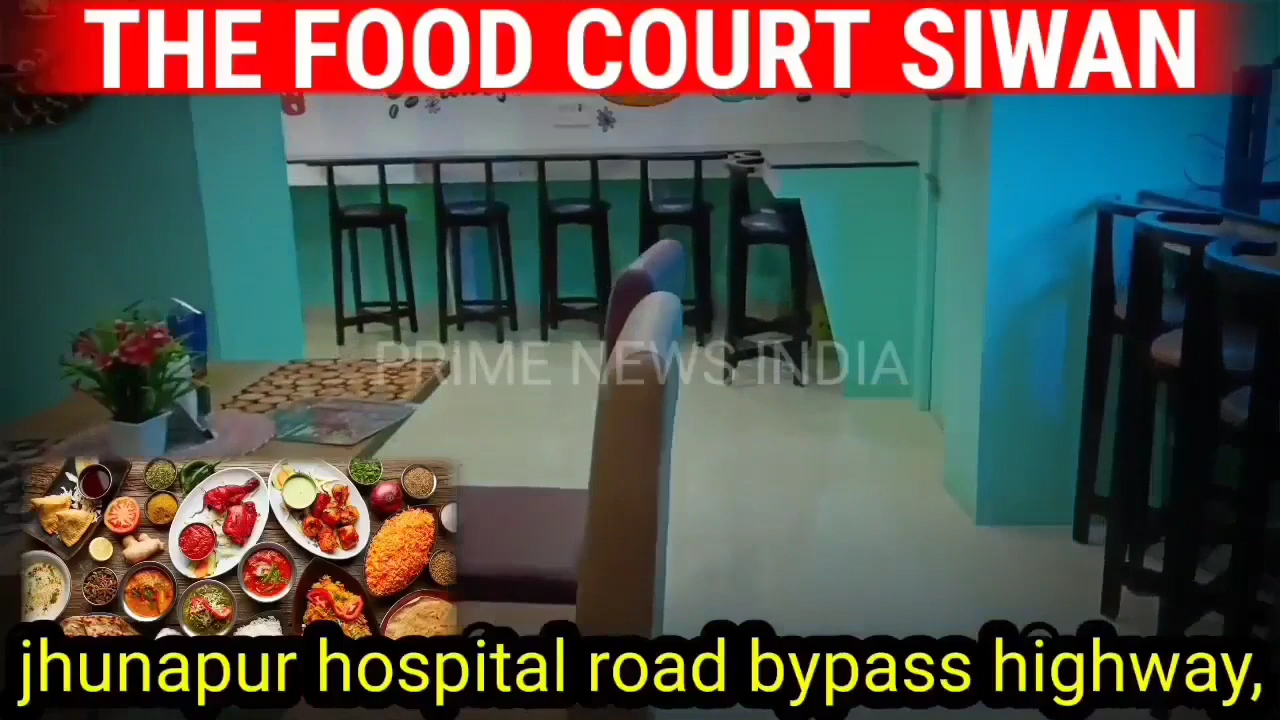 THE FOOD COURT SIWAN
PRIME NEWS INDIA
jhunapur hospital road bypass highway,